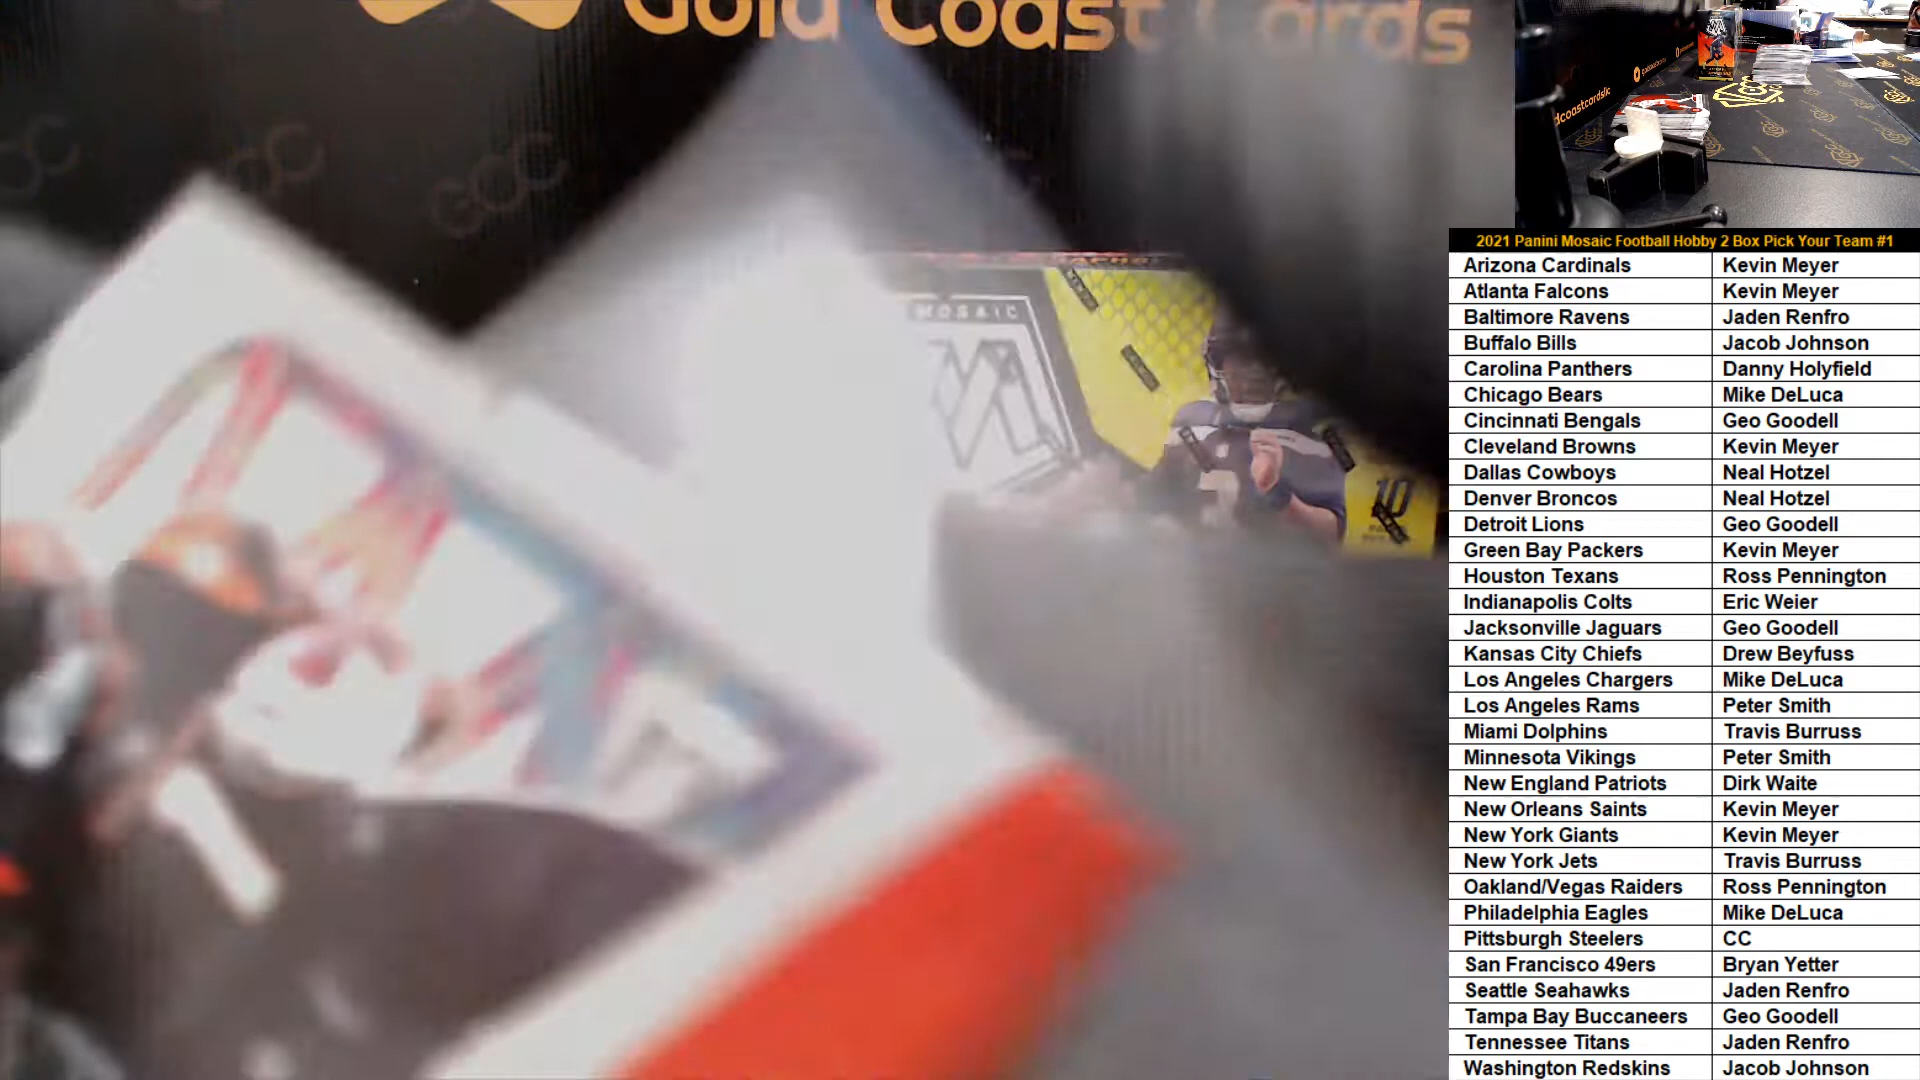 Gold Coast Cards
GCC
GCC
GCC
MOSAIC
10
dcoastcardsllc
2021 Panini Mosaic Football Hobby 2 Box Pick Your Team #1
Arizona Cardinals Kevin Meyer
Atlanta Falcons Kevin Meyer
Baltimore Ravens Jaden Renfro
Buffalo Bills Jacob Johnson
Carolina Panthers Danny Holyfield
Chicago Bears Mike DeLuca
Cincinnati Bengals Geo Goodell
Cleveland Browns Kevin Meyer
Dallas Cowboys Neal Hotzel
Denver Broncos Neal Hotzel
Detroit Lions Geo Goodell
Green Bay Packers Kevin Meyer
Houston Texans Ross Pennington
Indianapolis Colts Eric Weier
Jacksonville Jaguars Geo Goodell
Kansas City Chiefs Drew Beyfuss
Los Angeles Chargers Mike DeLuca
Los Angeles Rams Peter Smith
Miami Dolphins Travis Burruss
Minnesota Vikings Peter Smith
New England Patriots Dirk Waite
New Orleans Saints Kevin Meyer
New York Giants Kevin Meyer
New York Jets Travis Burruss
Oakland/Vegas Raiders Ross Pennington
Philadelphia Eagles Mike DeLuca
Pittsburgh Steelers CC
San Francisco 49ers Bryan Yetter
Seattle Seahawks Jaden Renfro
Tampa Bay Buccaneers Geo Goodell
Tennessee Titans Jaden Renfro
Washington Redskins Jacob Johnson